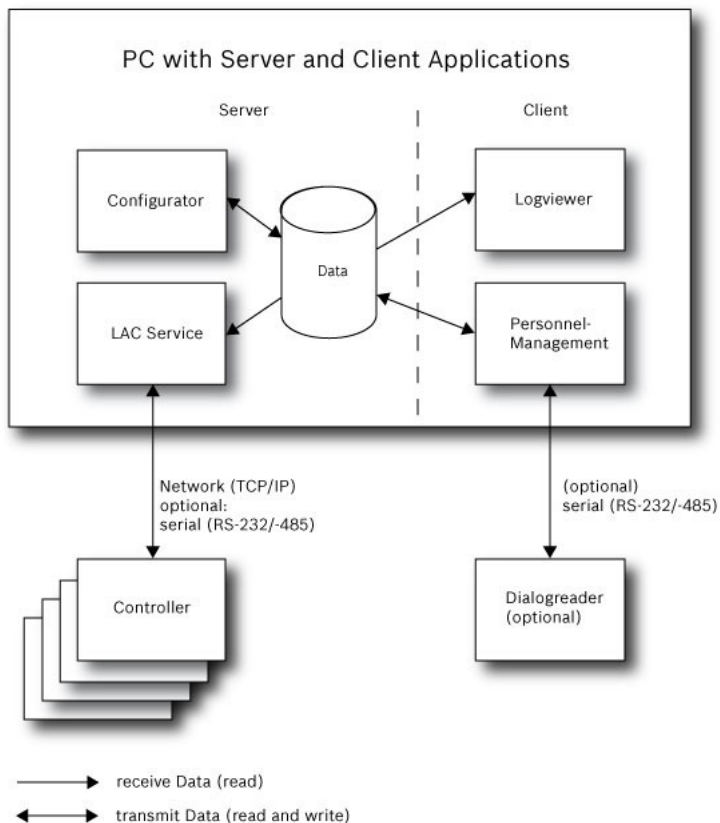 PC with Server and Client Applications
Server
Client
Configurator
Logviewer
Data
LAC Service
Personnel-
Management
Network (TCP/IP)
optional:
serial (RS-232/-485)
(optional)
serial (RS-232/-485)
Controller
Dialogreader
(optional)
receive Data (read)
transmit Data (read and write)